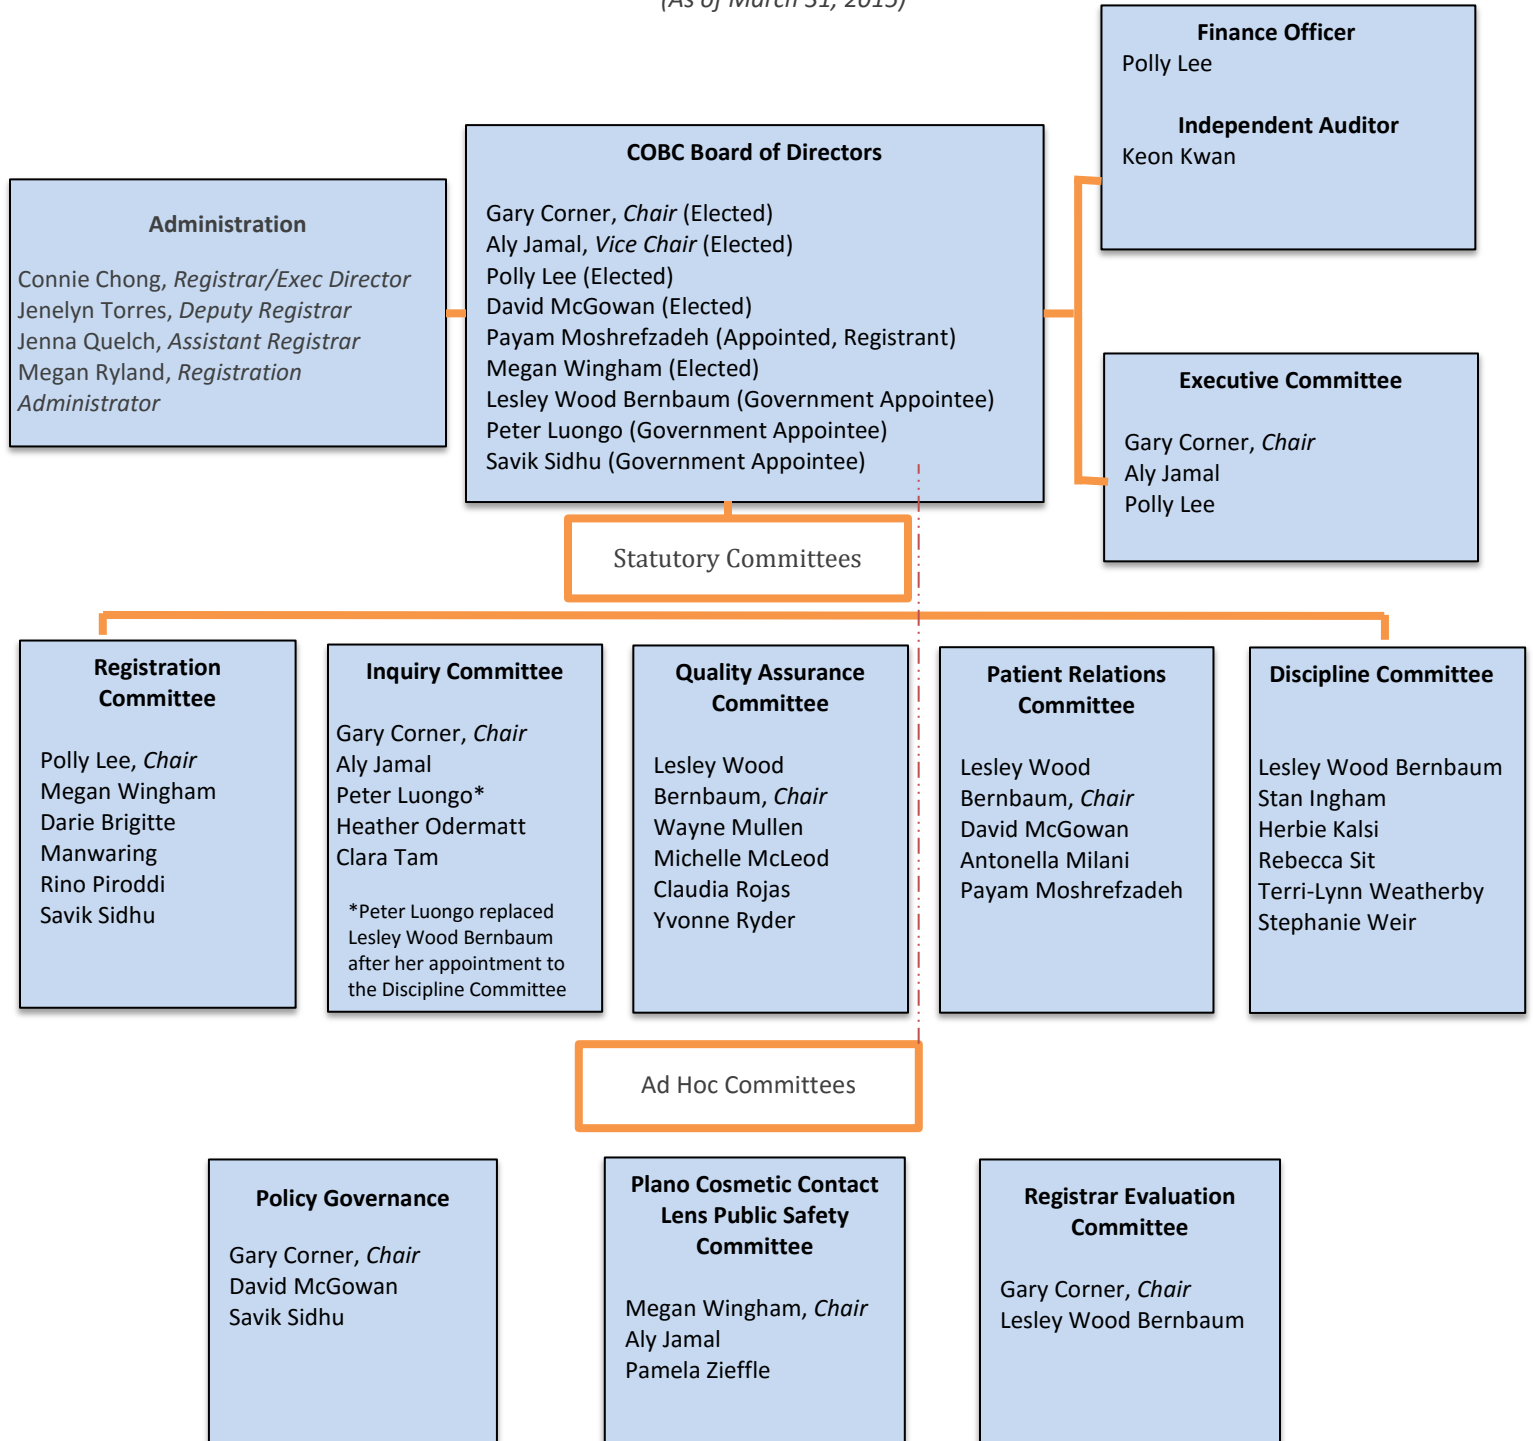 (As of March 31, 2015)
Finance Officer
Polly Lee
Independent Auditor
Keon Kwan
COBC Board of Directors
Gary Corner, Chair (Elected)
Aly Jamal, Vice Chair (Elected)
Polly Lee (Elected)
David McGowan (Elected)
Payam Moshrefzadeh (Appointed, Registrant)
Megan Wingham (Elected)
Lesley Wood Bernbaum (Government Appointee)
Peter Luongo (Government Appointee)
Savik Sidhu (Government Appointee)
Administration
Connie Chong, Registrar/Exec Director
Jenelyn Torres, Deputy Registrar
Jenna Quelch, Assistant Registrar
Megan Ryland, Registration
Administrator
Executive Committee
Gary Corner, Chair
Aly Jamal
Polly Lee
Statutory Committees
Registration
Committee
Polly Lee, Chair
Megan Wingham
Darie Brigitte
Manwaring
Rino Piroddi
Savik Sidhu
Inquiry Committee
Gary Corner, Chair
Aly Jamal
Peter Luongo*
Heather Odermatt
Clara Tam
*Peter Luongo replaced
Lesley Wood Bernbaum
after her appointment to
the Discipline Committee
Quality Assurance
Committee
Lesley Wood
Bernbaum, Chair
Wayne Mullen
Michelle McLeod
Claudia Rojas
Yvonne Ryder
Patient Relations
Committee
Lesley Wood
Bernbaum, Chair
David McGowan
Antonella Milani
Payam Moshrefzadeh
Discipline Committee
Lesley Wood Bernbaum
Stan Ingham
Herbie Kalsi
Rebecca Sit
Terri-Lynn Weatherby
Stephanie Weir
Ad Hoc Committees
Policy Governance
Gary Corner, Chair
David McGowan
Savik Sidhu
Plano Cosmetic Contact
Lens Public Safety
Committee
Megan Wingham, Chair
Aly Jamal
Pamela Zieffle
Registrar Evaluation
Committee
Gary Corner, Chair
Lesley Wood Bernbaum